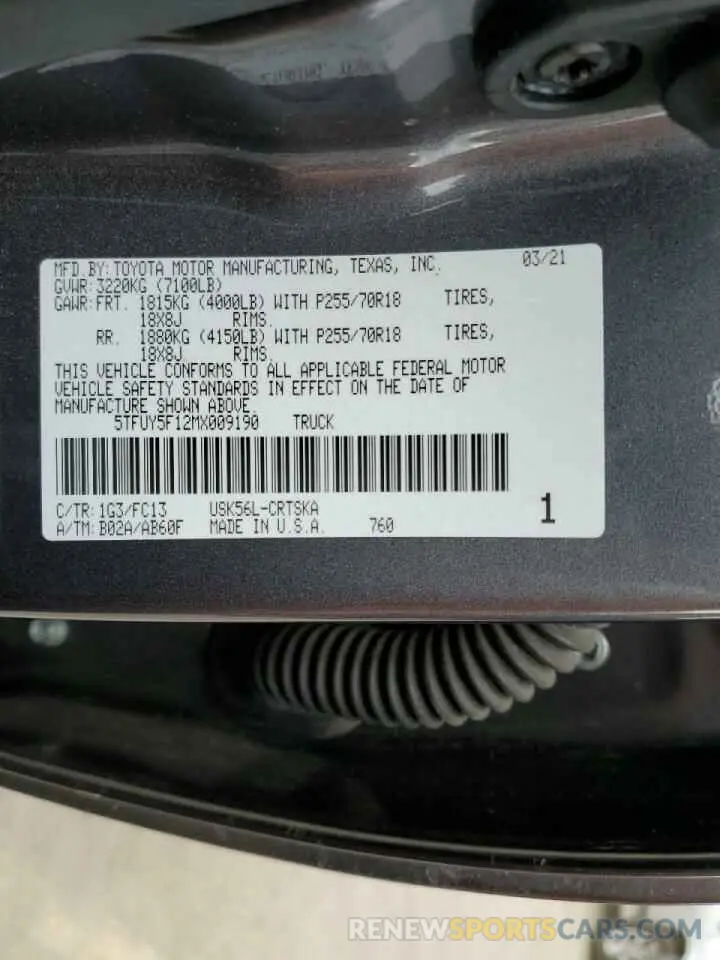 MFD. BY: TOYOTA MOTOR MANUFACTURING, TEXAS, INC. 03/21
GVWR: 3220KG (7100LB)
GAWR: FRT. 1815KG (4000LB) WITH P255/70R18 TIRES,
18X8J RIMS.
RR. 1880KG (4150LB) WITH P255/70R18 TIRES,
18X8J RIMS.
THIS VEHICLE CONFORMS TO ALL APPLICABLE FEDERAL MOTOR
VEHICLE SAFETY STANDARDS IN EFFECT ON THE DATE OF
MANUFACTURE SHOWN ABOVE.
5TFUY5F12MX009190 TRUCK
C/TR: 1G3/FC13 USK56L-CRTSKA
A/TM: B02A/AB60F MADE IN U.S.A. 760 1
RENEWSPORTSCARS.COM